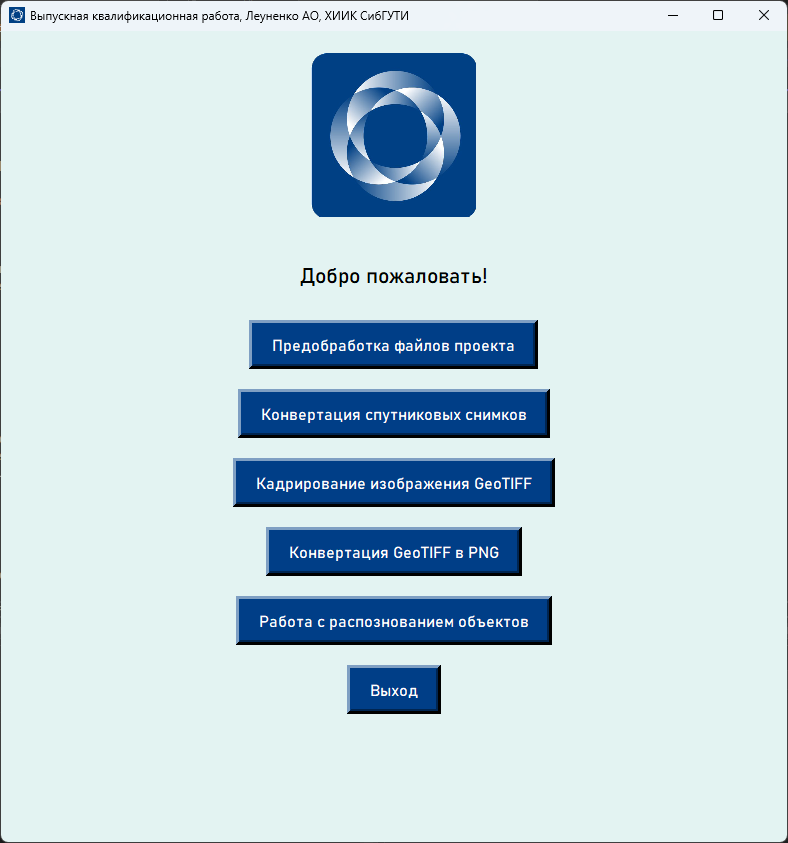 Выпускная квалификационная работа, Леуненко АО, ХИИК СибГУТИ
Добро пожаловать!
Предобработка файлов проекта
Конвертация спутниковых снимков
Кадрирование изображения GeoTIFF
Конвертация GeoTIFF в PNG
Работа с распознованием объектов
Выход